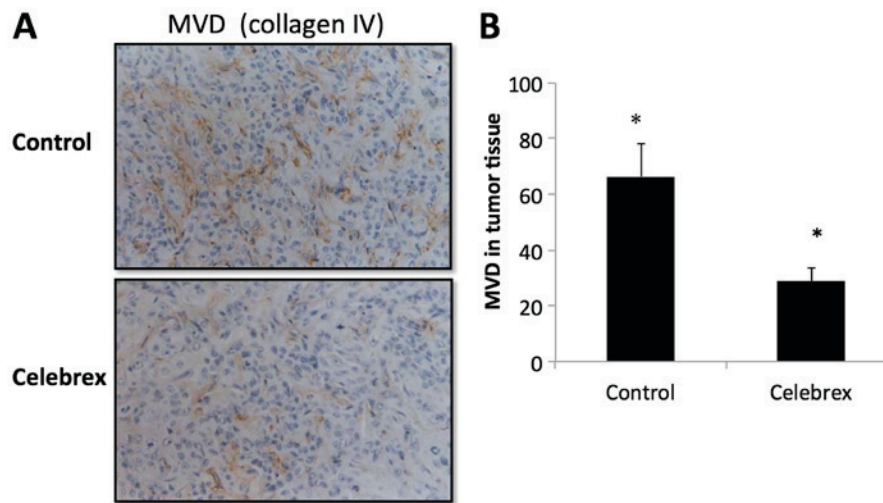 A
MVD (collagen IV)
Control
Celebrex
B
MVD in tumor tissue
100
80
60
40
20
0
*
*
Control
Celebrex